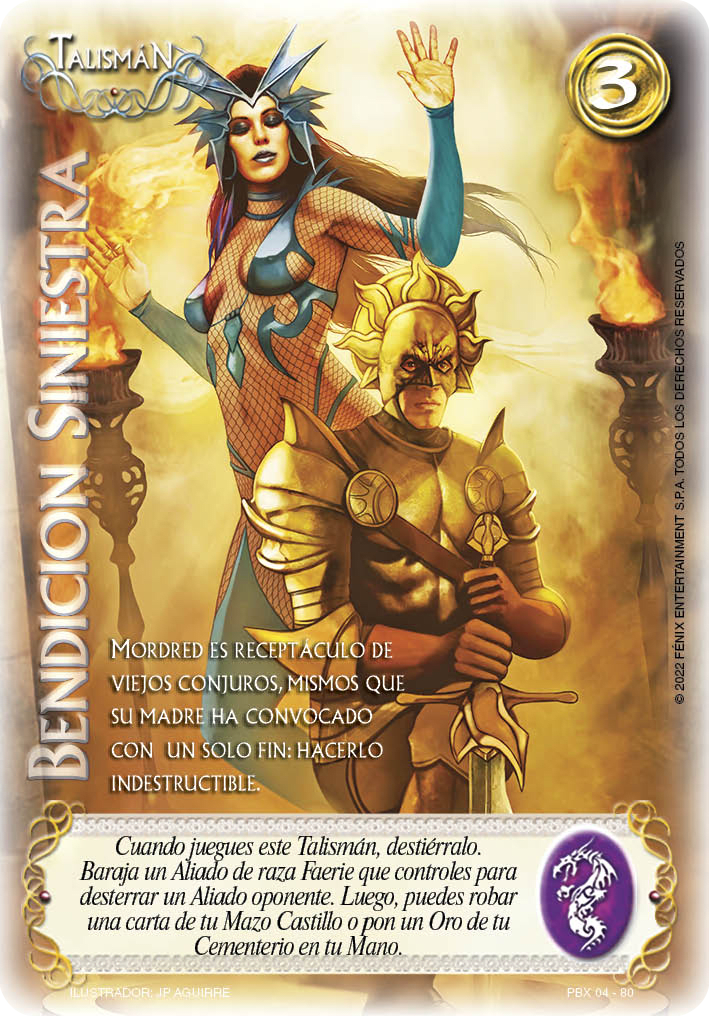 Talismán
3
Bendicion Siniestra
© 2022 FÉNIX ENTERTAINMENT S.P.A. TODOS LOS DERECHOS RESERVADOS
Mordred es receptáculo de
viejos conjuros, mismos que
su madre ha convocado
con un solo fin: hacerlo
indestructible.
Cuando juegues este Talismán, destiérralo.
Baraja un Aliado de raza Faerie que controles para
desterrar un Aliado oponente. Luego, puedes robar
una carta de tu Mazo Castillo o pon un Oro de tu
Cementerio en tu Mano.
ILUSTRADOR: JP AGUIRRE
PBX 04 - 80